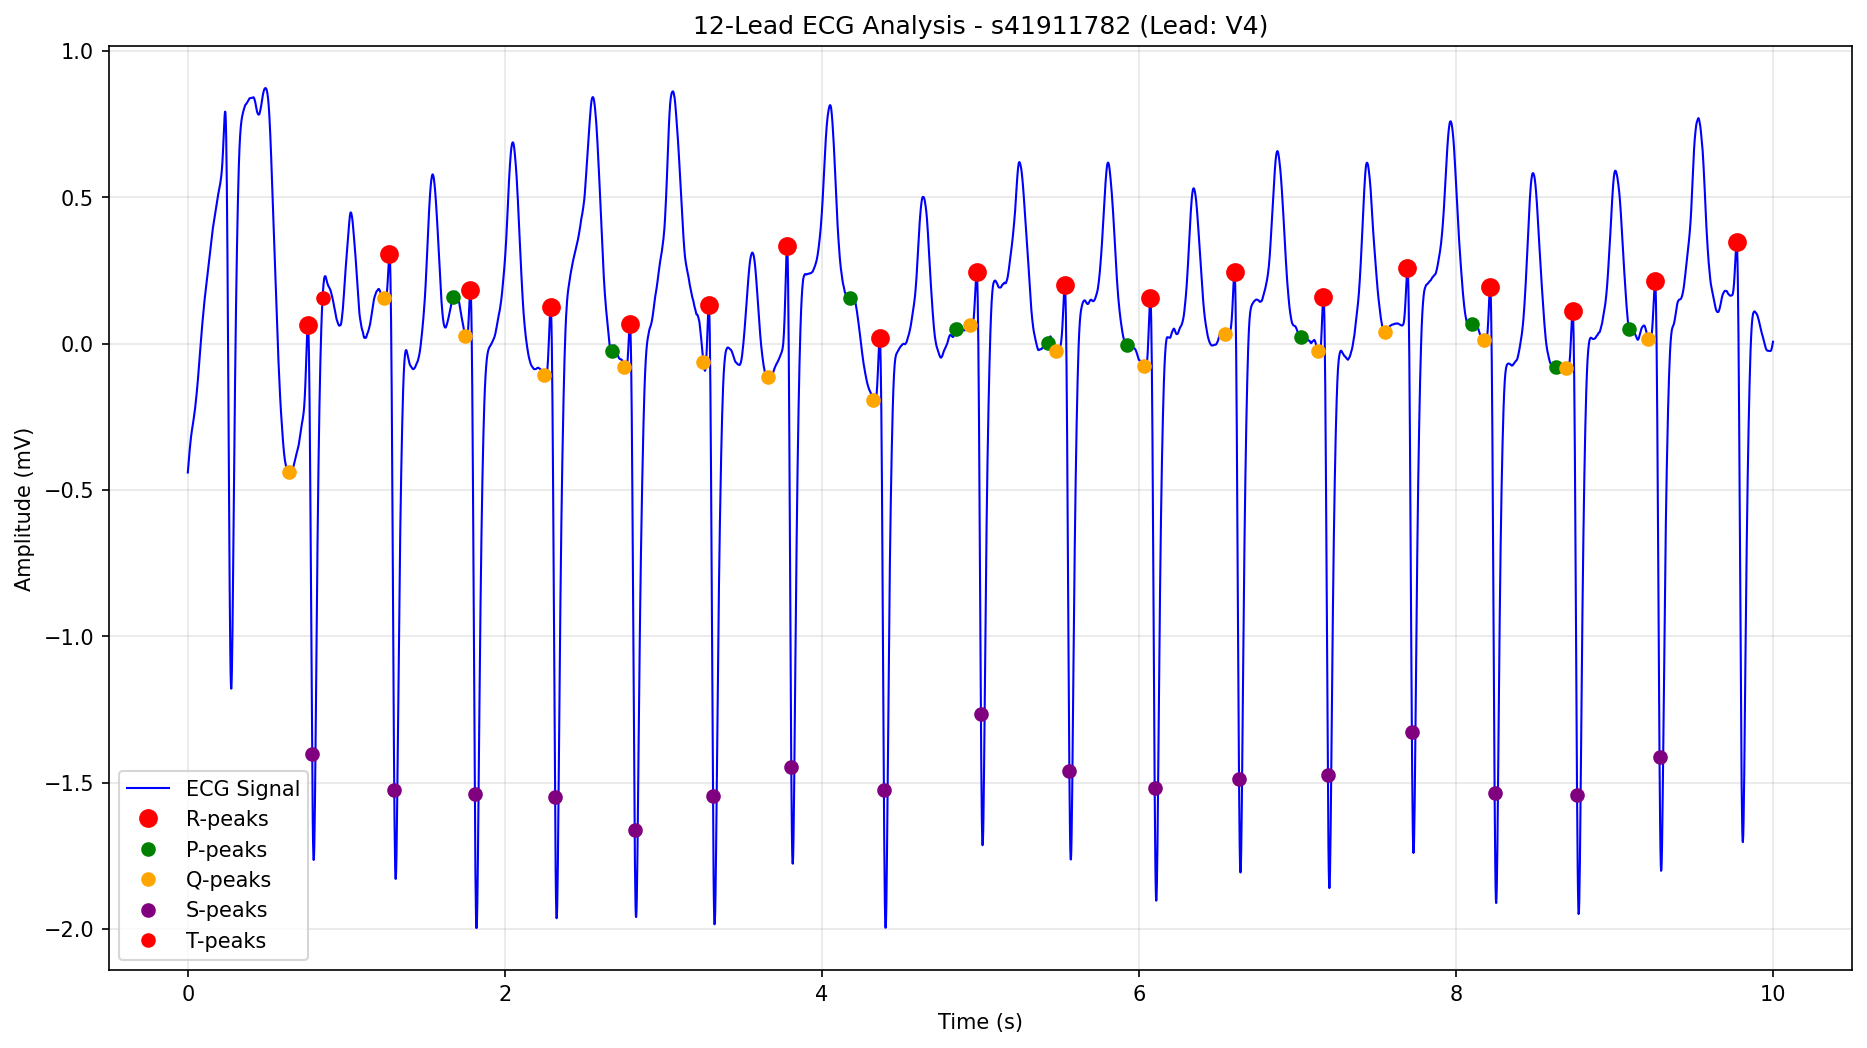 12-Lead ECG Analysis - s41911782 (Lead: V4)
1.0
0.5
0.0
−0.5
−1.0
−1.5
−2.0
Amplitude (mV)
ECG Signal
R-peaks
P-peaks
Q-peaks
S-peaks
T-peaks
0 2 4 6 8 10
Time (s)